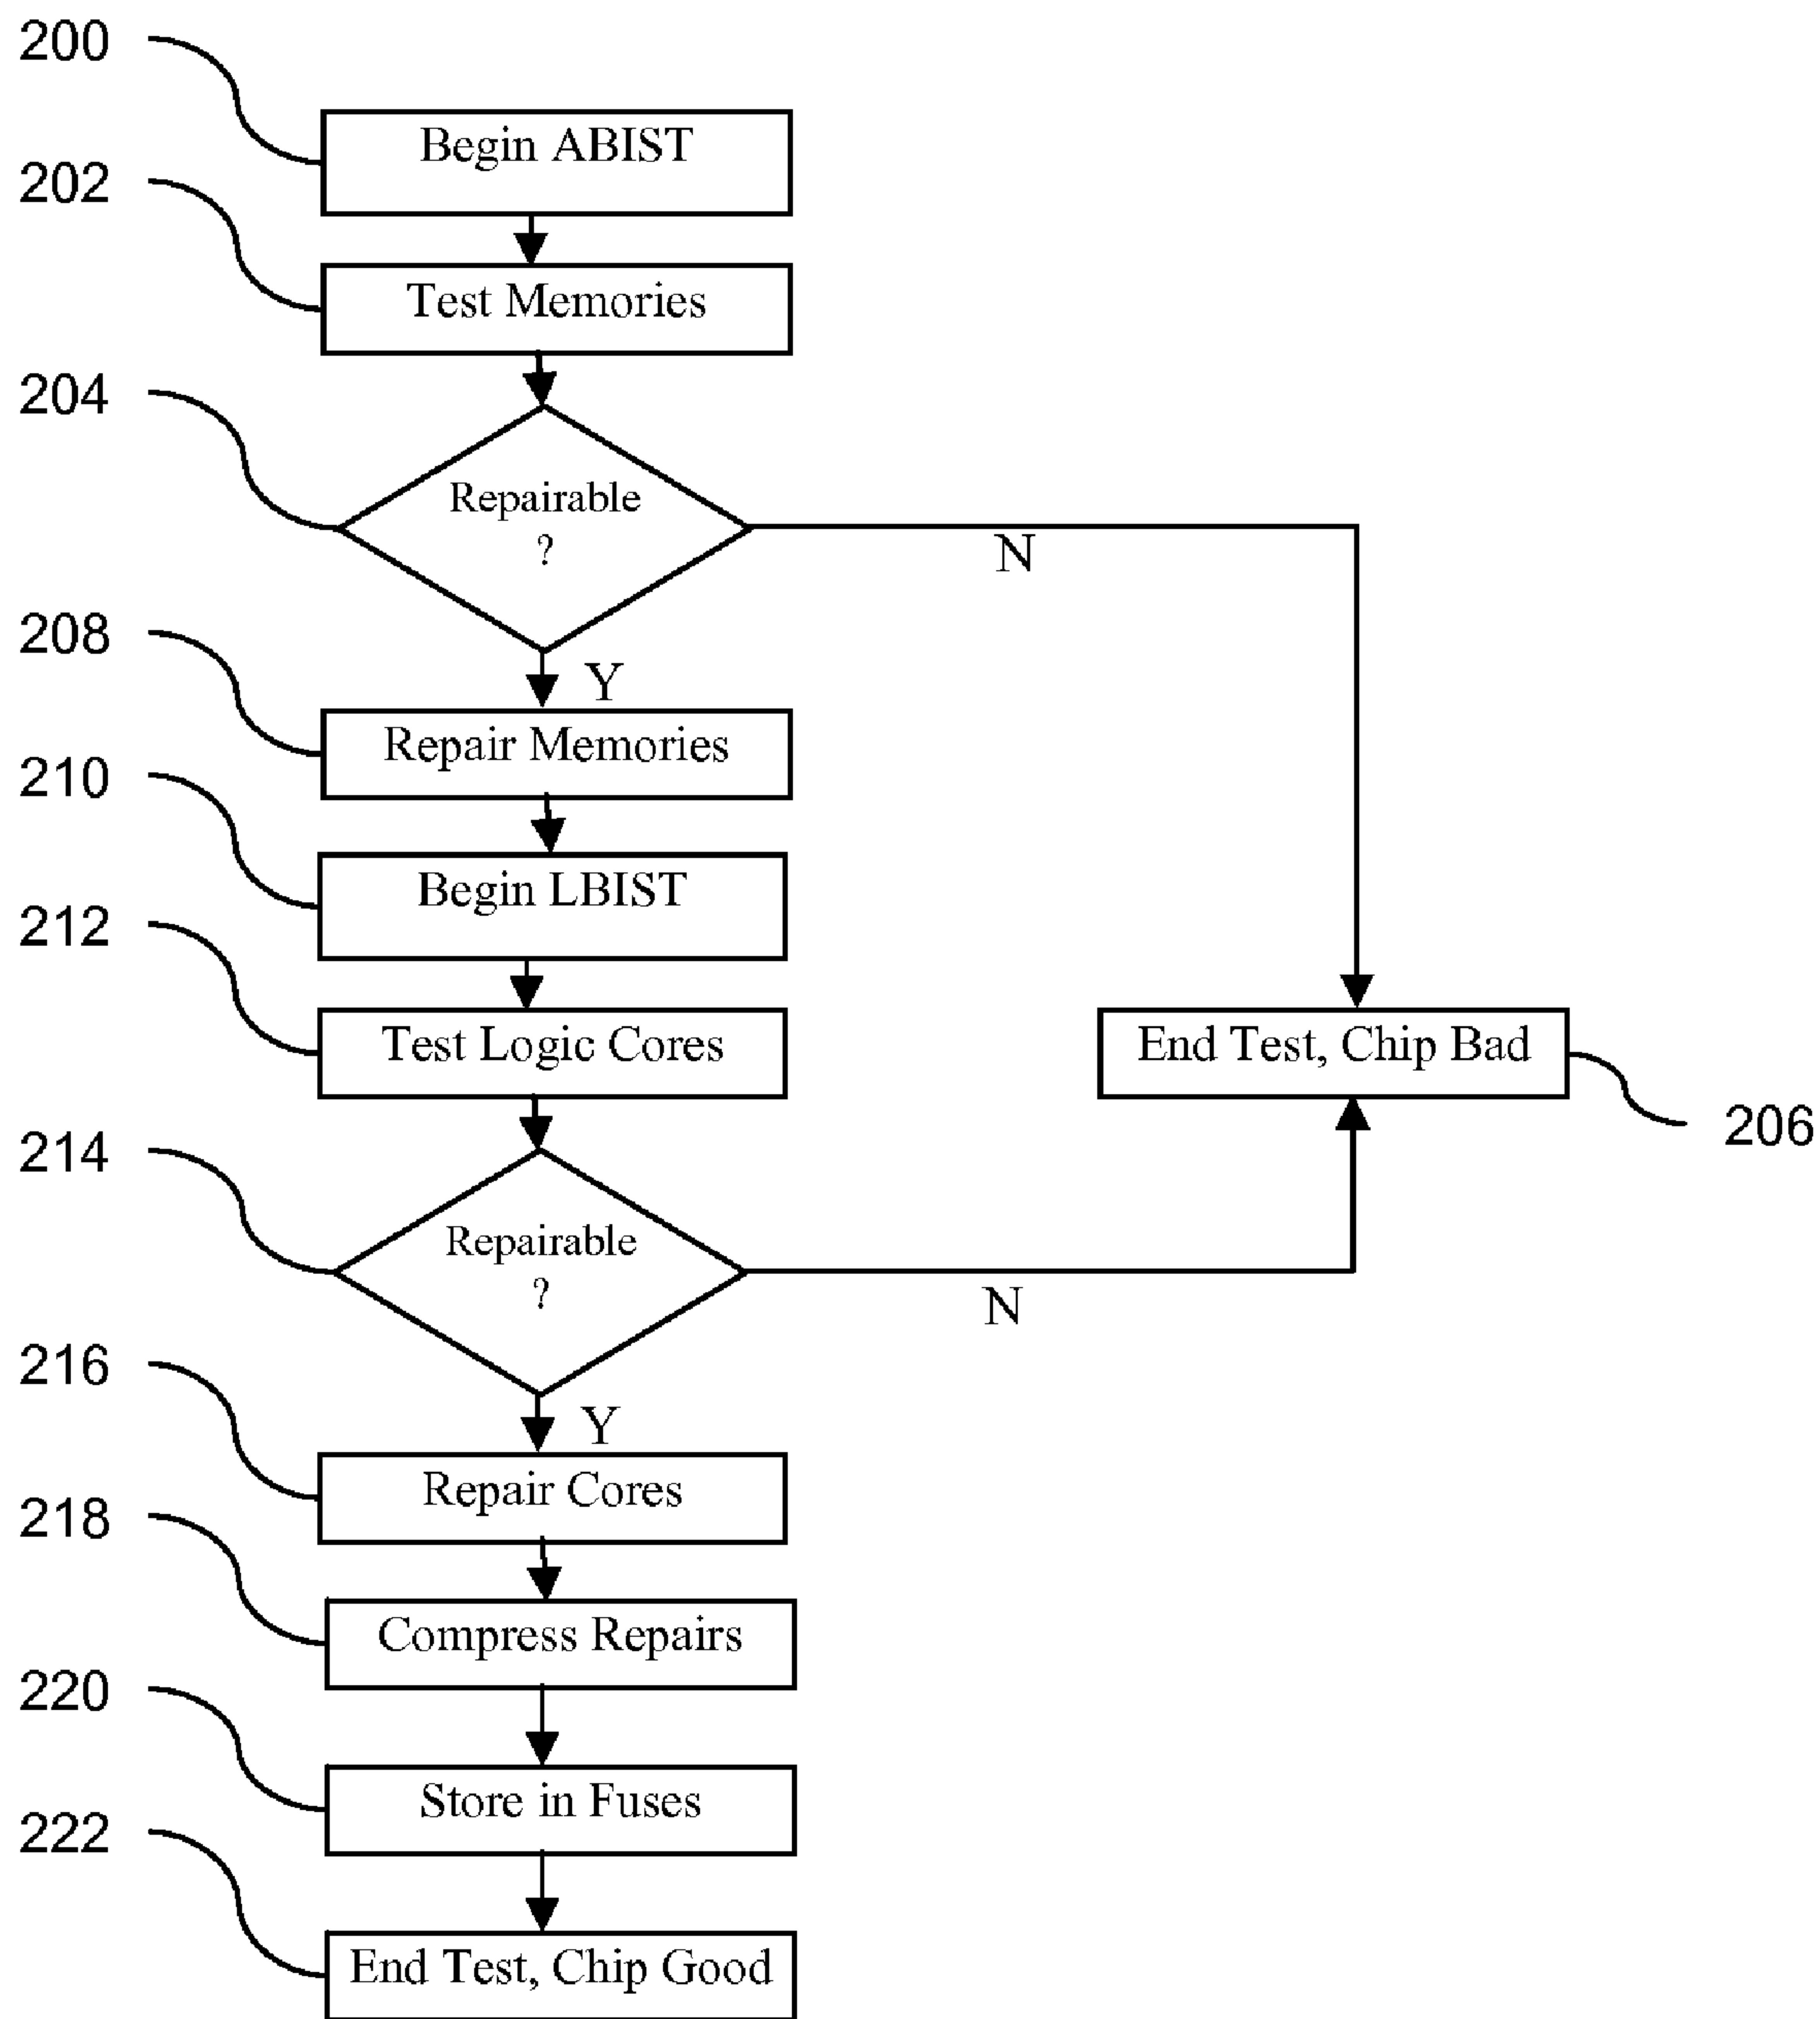 200
Begin ABIST
202
Test Memories
204
Repairable
?
N
Y
208
Repair Memories
210
Begin LBIST
212
Test Logic Cores
End Test, Chip Bad
206
214
Repairable
?
N
Y
216
Repair Cores
218
Compress Repairs
220
Store in Fuses
222
End Test, Chip Good